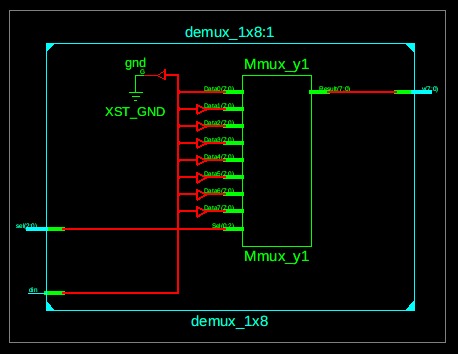 demux_1x8:1
gnd
G
XST_GND
Mmux_y1
Data0(7:0)
Result(7:0)
y(7:0)
Data1(7:0)
Data2(7:0)
Data3(7:0)
Data4(7:0)
Data5(7:0)
Data6(7:0)
Data7(7:0)
sel(2:0)
Sel(0:2)
Mmux_y1
din
demux_1x8